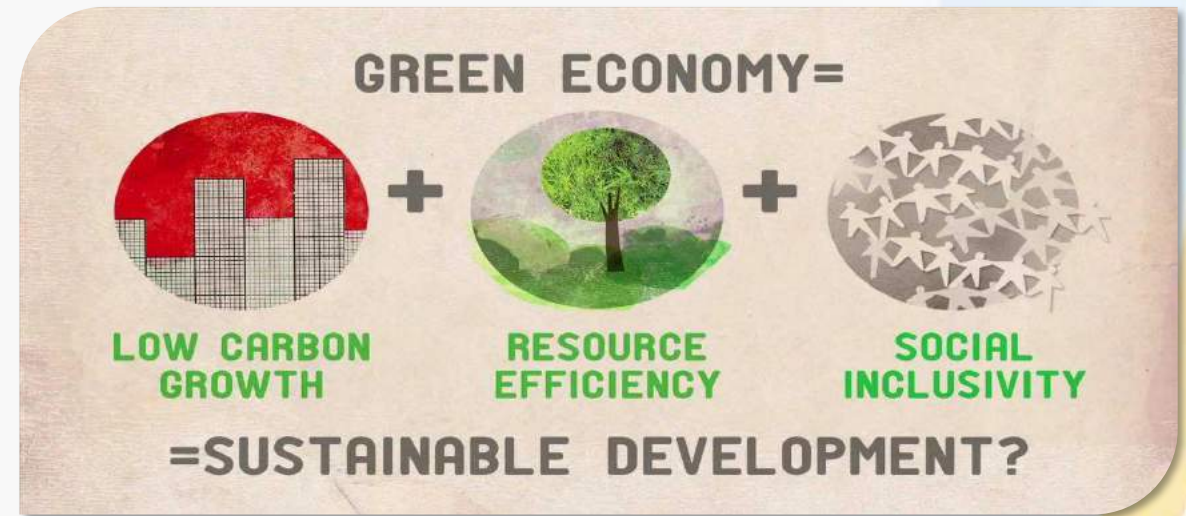 GREEN ECONOMY=
+
+
LOW CARBON
GROWTH
RESOURCE
EFFICIENCY
SOCIAL
INCLUSIVITY
=SUSTAINABLE DEVELOPMENT?